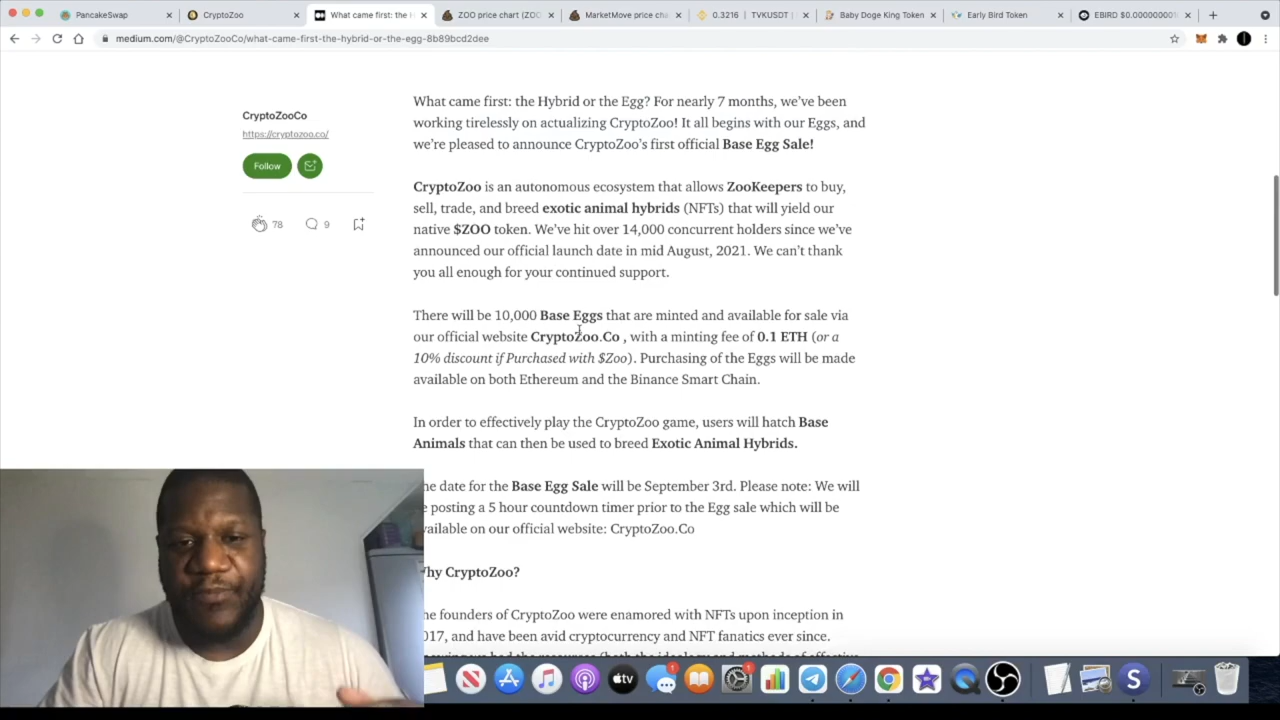 PancakeSwap
CryptoZoo
What came first: the H
ZOO price chart (ZOO
MarketMove price cha
0.3216 | TVKUSDT |
Baby Doge King Token
Early Bird Token
EBIRD $0.00000000%
medium.com/@CryptoZooCo/what-came-first-the-hybrid-or-the-egg-8b89bcd2dee
CryptoZooCo
https://cryptozoo.co/
Follow
78
9
What came first: the Hybrid or the Egg? For nearly 7 months, we've been
working tirelessly on actualizing CryptoZoo! It all begins with our Eggs, and
we're pleased to announce CryptoZoo's first official Base Egg Sale!
CryptoZoo is an autonomous ecosystem that allows ZooKeepers to buy,
sell, trade, and breed exotic animal hybrids (NFTs) that will yield our
native $ZOO token. We've hit over 14,000 concurrent holders since we've
announced our official launch date in mid August, 2021. We can't thank
you all enough for your continued support.
There will be 10,000 Base Eggs that are minted and available for sale via
our official website CryptoZoo.Co , with a minting fee of 0.1 ETH (or a
10% discount if Purchased with $Zoo). Purchasing of the Eggs will be made
available on both Ethereum and the Binance Smart Chain.
In order to effectively play the CryptoZoo game, users will hatch Base
Animals that can then be used to breed Exotic Animal Hybrids.
he date for the Base Egg Sale will be September 3rd. Please note: We will
e posting a 5 hour countdown timer prior to the Egg sale which will be
vailable on our official website: CryptoZoo.Co
Why CryptoZoo?
he founders of CryptoZoo were enamored with NFTs upon inception in
2017, and have been avid cryptocurrency and NFT fanatics ever since.
tv
1
1